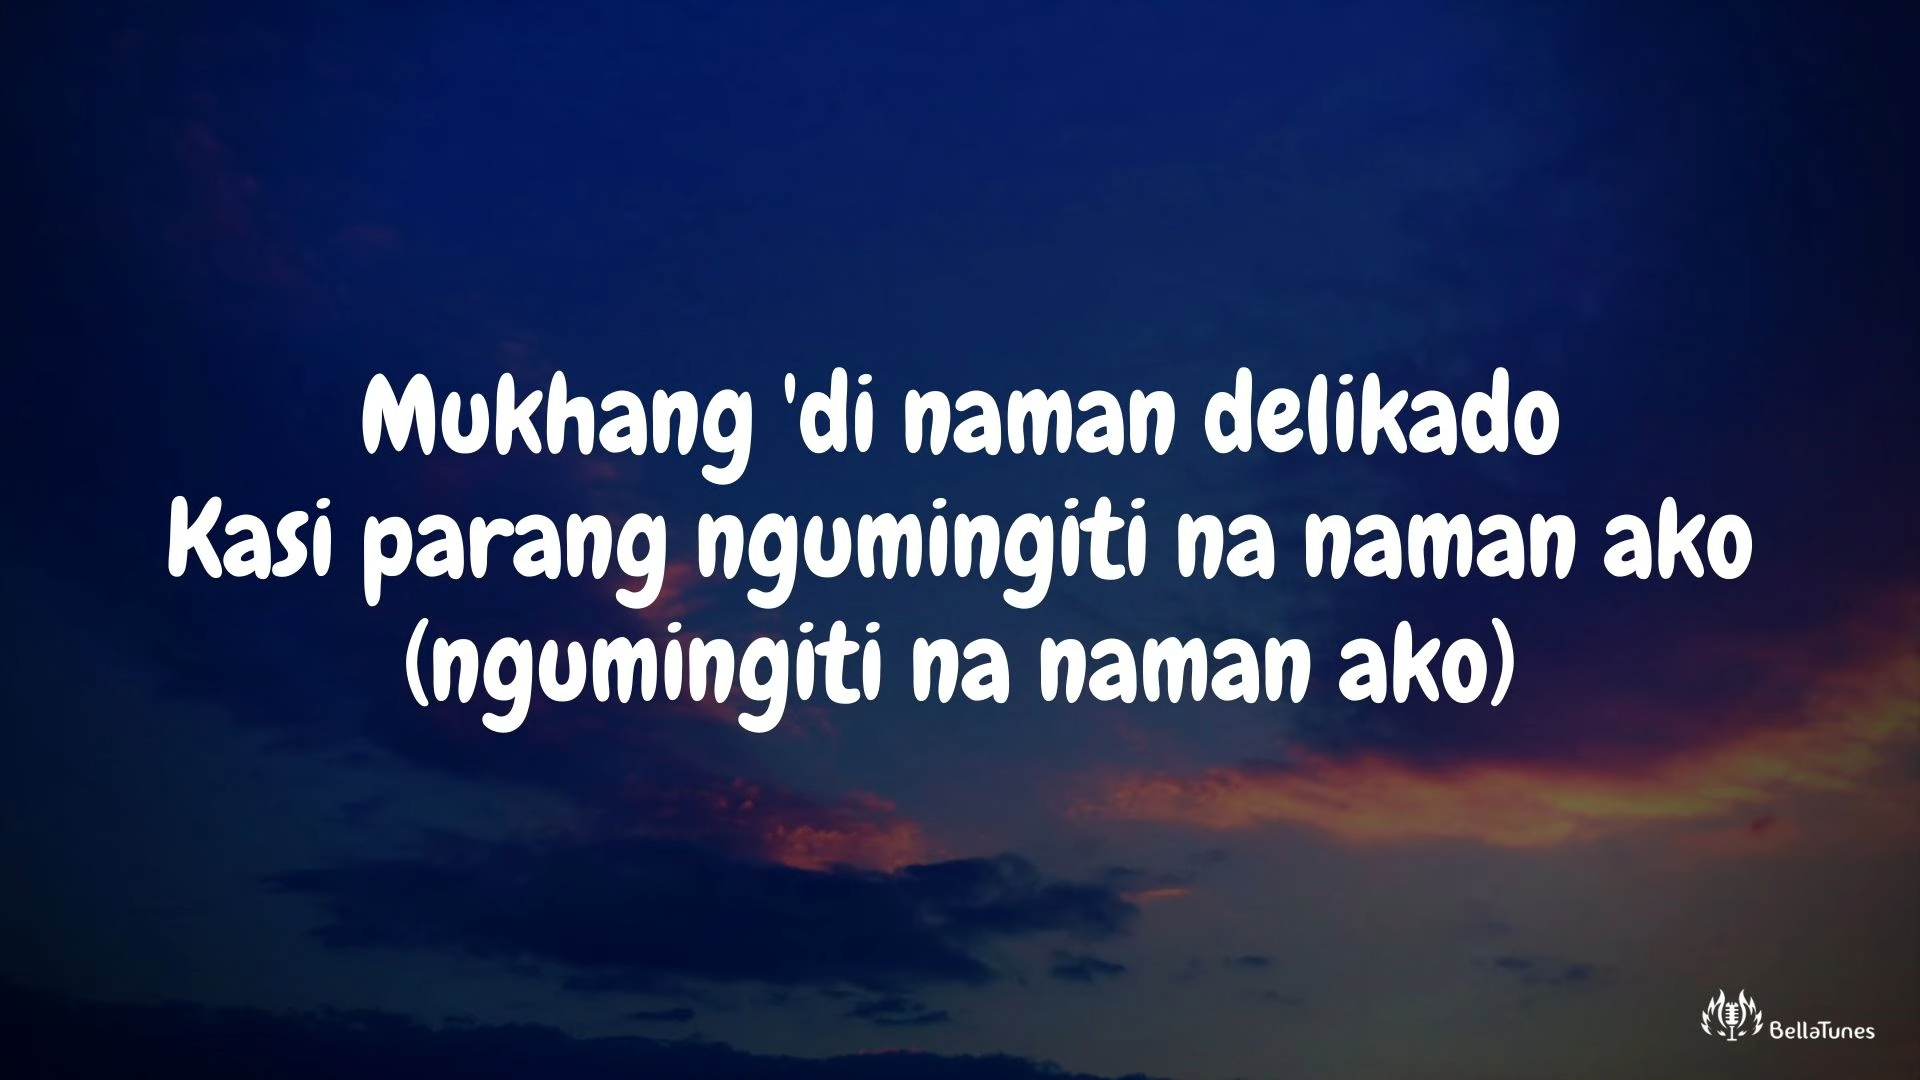 Mukhang 'di naman delikado
Kasi parang ngumingiti na naman ako
(ngumingiti na naman ako)
BellaTunes